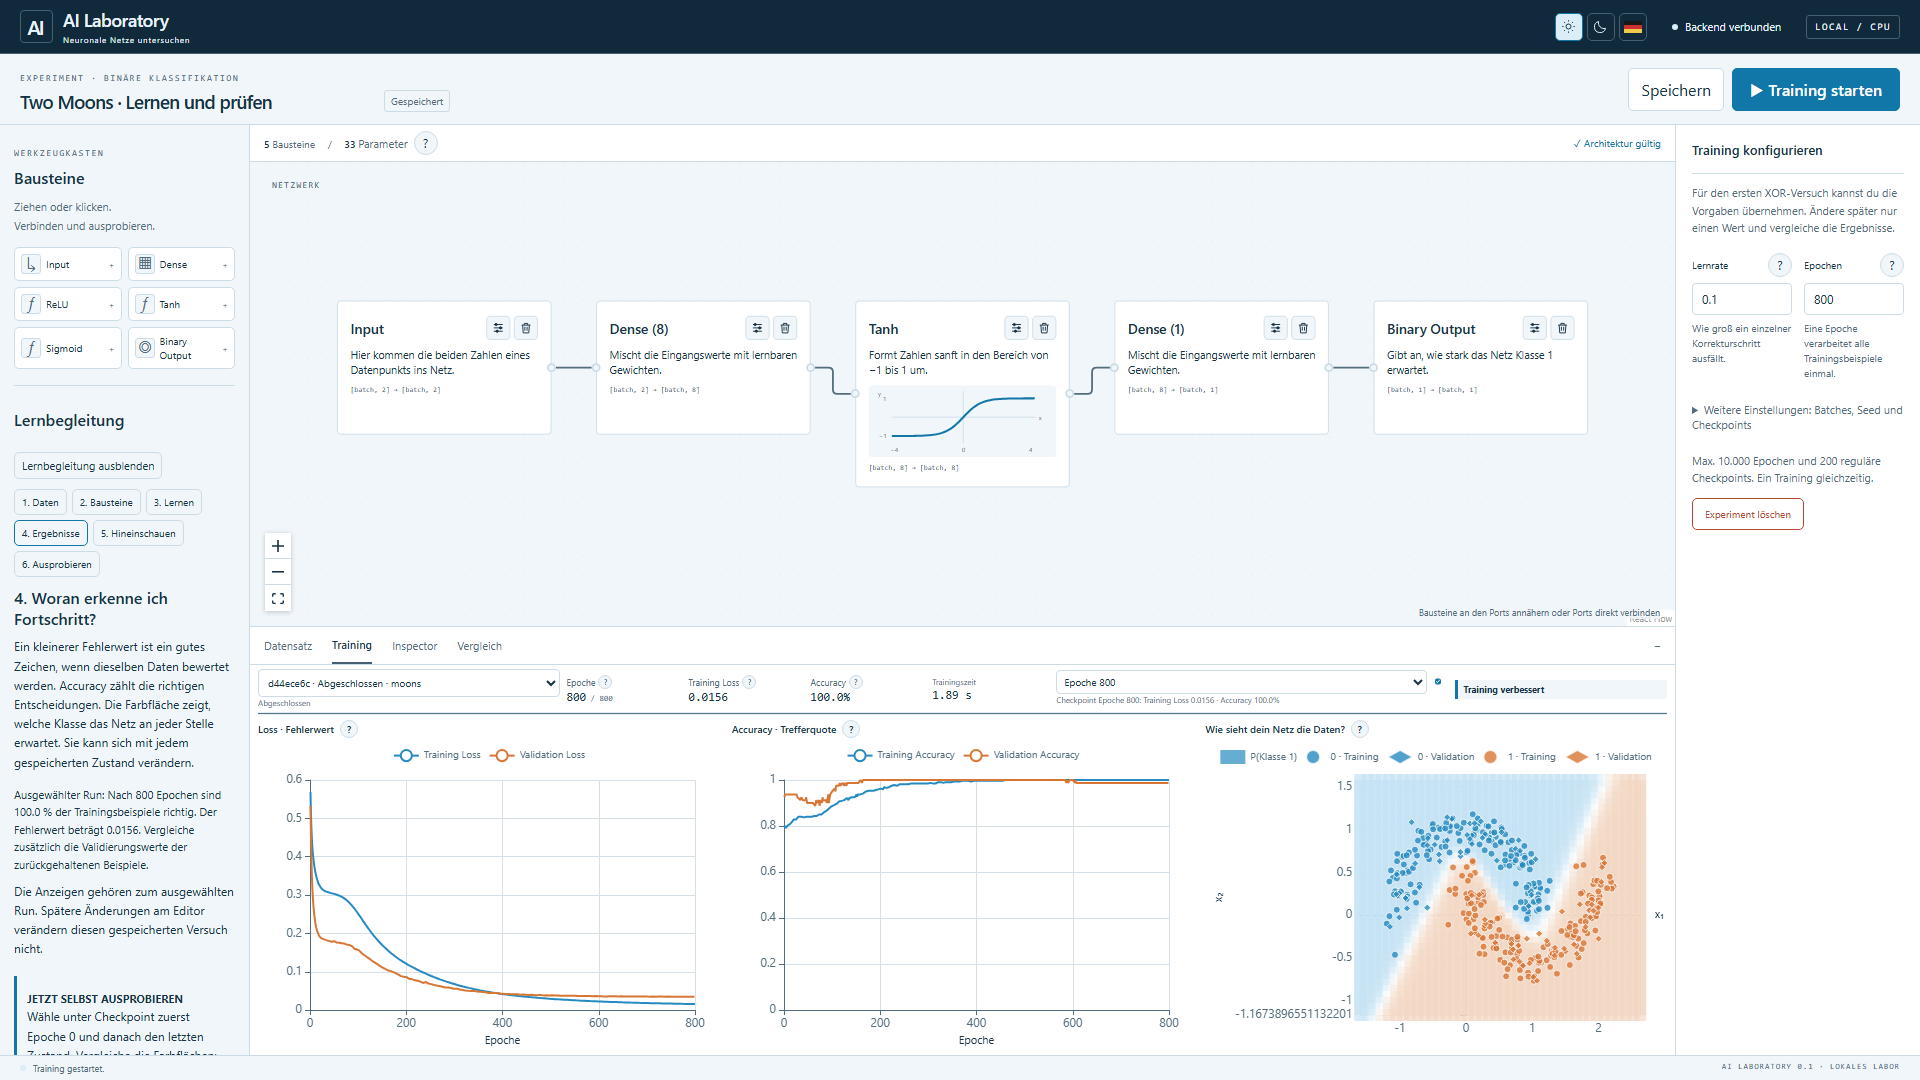 AI
AI Laboratory
Neuronale Netze untersuchen
Backend verbunden
LOCAL / CPU
EXPERIMENT · BINÄRE KLASSIFIKATION
Two Moons · Lernen und prüfen
Gespeichert
Speichern
▶ Training starten
WERKZEUGKASTEN
Bausteine
Ziehen oder klicken.
Verbinden und ausprobieren.
Input +
Dense +
ReLU +
Tanh +
Sigmoid +
Binary
Output +
Lernbegleitung
Lernbegleitung ausblenden
1. Daten
2. Bausteine
3. Lernen
4. Ergebnisse
5. Hineinschauen
6. Ausprobieren
4. Woran erkenne ich
Fortschritt?
Ein kleinerer Fehlerwert ist ein gutes
Zeichen, wenn dieselben Daten bewertet
werden. Accuracy zählt die richtigen
Entscheidungen. Die Farbfläche zeigt,
welche Klasse das Netz an jeder Stelle
erwartet. Sie kann sich mit jedem
gespeicherten Zustand verändern.
Ausgewählter Run: Nach 800 Epochen sind
100.0 % der Trainingsbeispiele richtig. Der
Fehlerwert beträgt 0.0156. Vergleiche
zusätzlich die Validierungswerte der
zurückgehaltenen Beispiele.
Die Anzeigen gehören zum ausgewählten
Run. Spätere Änderungen am Editor
verändern diesen gespeicherten Versuch
nicht.
JETZT SELBST AUSPROBIEREN
Wähle unter Checkpoint zuerst
Epoche 0 und danach den letzten
Zustand. Vergleiche die Farbflächen:
5 Bausteine / 33 Parameter ?
✓ Architektur gültig
NETZWERK
Input
Hier kommen die beiden Zahlen eines
Datenpunkts ins Netz.
[batch, 2] → [batch, 2]
Dense (8)
Mischt die Eingangswerte mit lernbaren
Gewichten.
[batch, 2] → [batch, 8]
Tanh
Formt Zahlen sanft in den Bereich von
−1 bis 1 um.
y
1
−1
x
−4
0
4
[batch, 8] → [batch, 8]
Dense (1)
Mischt die Eingangswerte mit lernbaren
Gewichten.
[batch, 8] → [batch, 1]
Binary Output
Gibt an, wie stark das Netz Klasse 1
erwartet.
[batch, 1] → [batch, 1]
Bausteine an den Ports annähern oder Ports direkt verbinden
React Flow
Datensatz
Training
Inspector
Vergleich
d44ece6c · Abgeschlossen · moons
Abgeschlossen
Epoche ?
800 / 800
Training Loss ?
0.0156
Accuracy ?
100.0%
Trainingszeit
1.89 s
Epoche 800
Checkpoint Epoche 800: Training Loss 0.0156 · Accuracy 100.0%
Training verbessert
Loss · Fehlerwert ?
Training Loss
Validation Loss
0.6
0.5
0.4
0.3
0.2
0.1
0
0 200 400 600 800
Epoche
Accuracy · Trefferquote ?
Training Accuracy
Validation Accuracy
1
0.8
0.6
0.4
0.2
0
0 200 400 600 800
Epoche
Wie sieht dein Netz die Daten? ?
P(Klasse 1)
0 · Training
0 · Validation
1 · Training
1 · Validation
1.5
1
0.5
0
-0.5
-1
-1.1673896551132201
x₂
x₁
-1 0 1 2
Training konfigurieren
Für den ersten XOR-Versuch kannst du die
Vorgaben übernehmen. Ändere später nur
einen Wert und vergleiche die Ergebnisse.
Lernrate ?
0.1
Wie groß ein einzelner
Korrekturschritt
ausfällt.
Epochen ?
800
Eine Epoche
verarbeitet alle
Trainingsbeispiele
einmal.
▶ Weitere Einstellungen: Batches, Seed und
Checkpoints
Max. 10.000 Epochen und 200 reguläre
Checkpoints. Ein Training gleichzeitig.
Experiment löschen
Training gestartet.
AI LABORATORY 0.1 · LOKALES LABOR